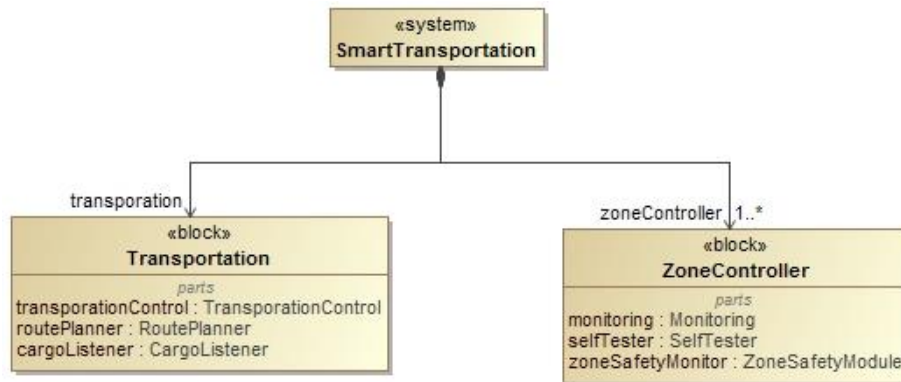 «system»
SmartTransportation
transporation
zoneController 1..*
«block»
Transportation
parts
transporationControl : TransporationControl
routePlanner : RoutePlanner
cargoListener : CargoListener
«block»
ZoneController
parts
monitoring : Monitoring
selfTester : SelfTester
zoneSafetyMonitor : ZoneSafetyModule